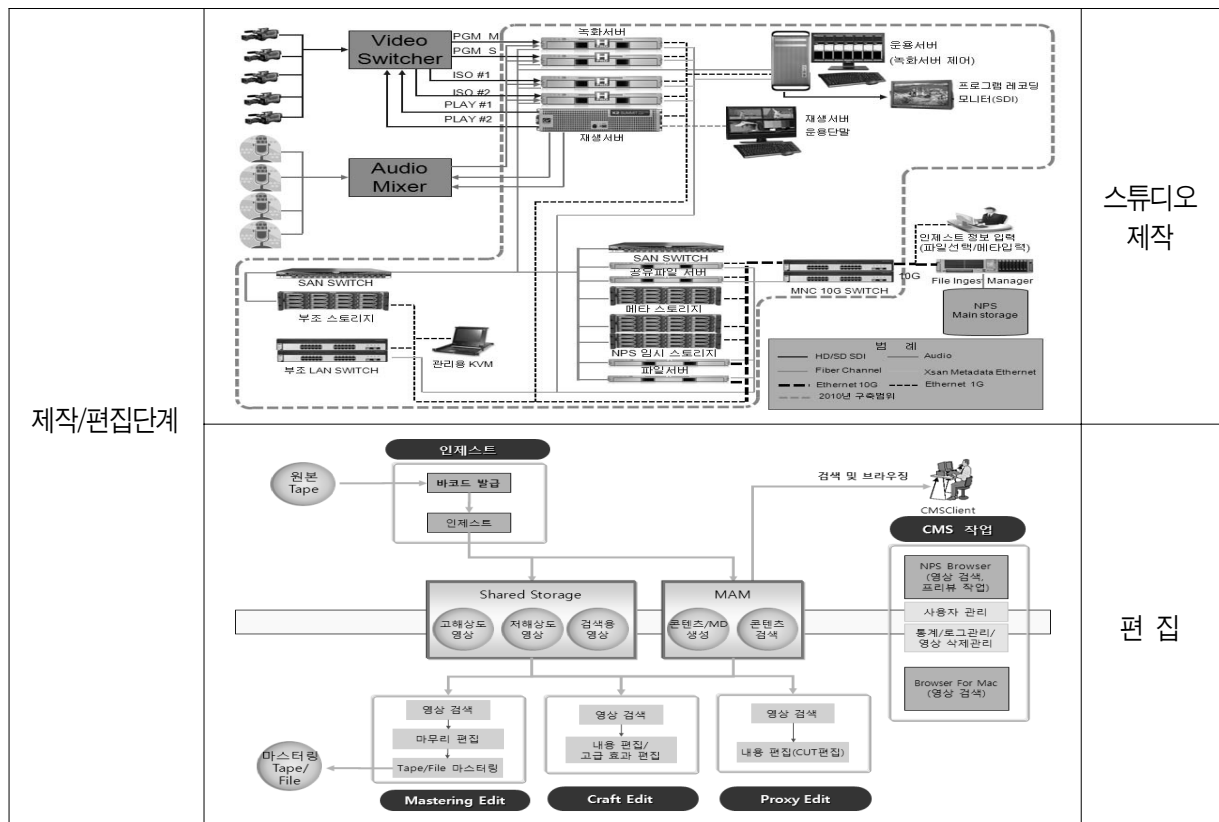 제작/편집단계
Video
Switcher
PGM M
PGM S
ISO #1
ISO #2
PLAY #1
PLAY #2
녹화서버
재생서버
운용서버
(녹화서버 제어)
프로그램 레코딩
모니터(SDI)
재생서버
운용단말
Audio
Mixer
SAN SWITCH
부조 스토리지
부조 LAN SWITCH
관리용 KVM
SAN SWITCH
공유파일 서버
메타 스토리지
NPS 임시 스토리지
파일서버
MNC 10G SWITCH
10G
인제스트 정보 입력
(파일선택/메타입력)
File Inges
Manager
NPS
Main storage
범 례
HD/SD SDI
Audio
Fiber Channel
Xsan Metadata Ethernet
Ethernet 10G
Ethernet 1G
2010년 구축범위
스튜디오
제작
인제스트
원본
Tape
바코드 발급
인제스트
검색 및 브라우징
CMSClient
CMS 작업
NPS Browser
(영상 검색,
프리뷰 작업)
사용자 관리
통계/로그관리/
영상 삭제관리
Browser For Mac
(영상 검색)
Shared Storage
고해상도
영상
저해상도
영상
검색용
영상
MAM
콘텐츠/MD
생성
콘텐츠
검색
영상 검색
마무리 편집
Tape/File 마스터링
마스터링
Tape/
File
Mastering Edit
영상 검색
내용 편집/
고급 효과 편집
Craft Edit
영상 검색
내용 편집(CUT편집)
Proxy Edit
편 집